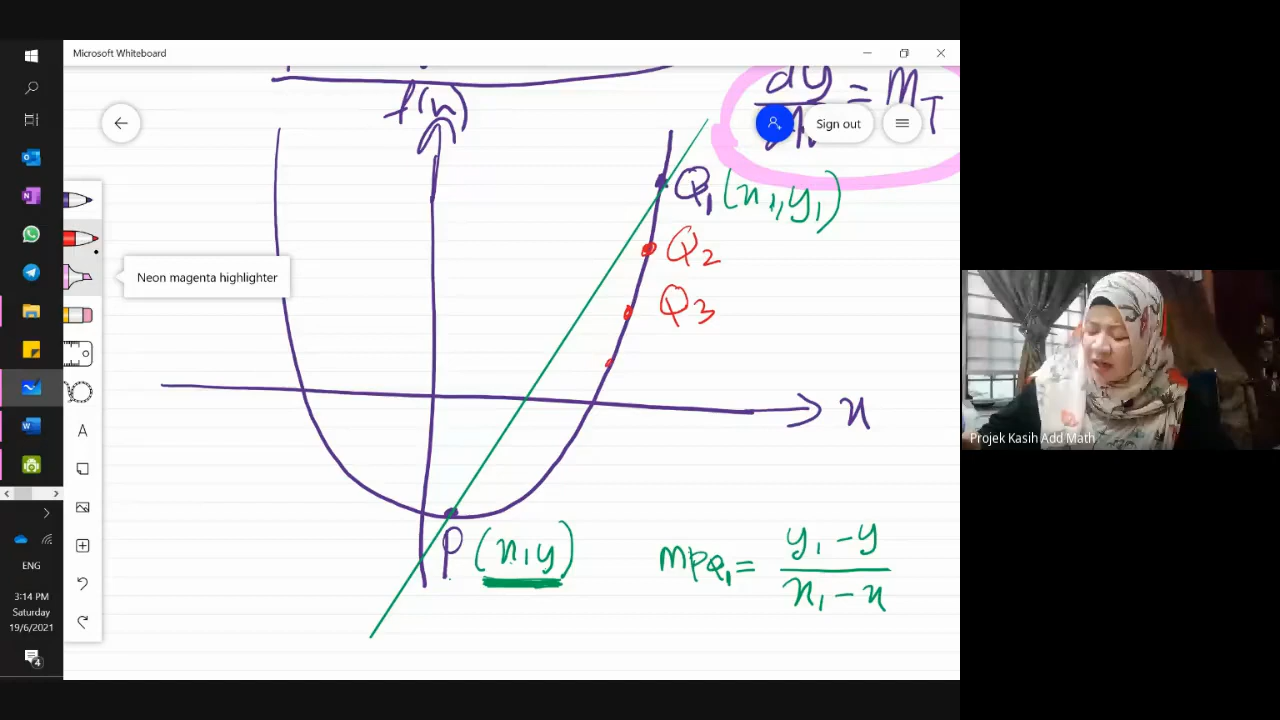 Microsoft Whiteboard
f(x)
dy = mT
dx
Sign out
Q1 (x1, y1)
Q2
Neon magenta highlighter
Q3
x
Projek Kasih Add Math
P (x, y)
mPQ1 = y1 - y
x1 - x
A
ENG
3:14 PM
Saturday
19/6/2021
4